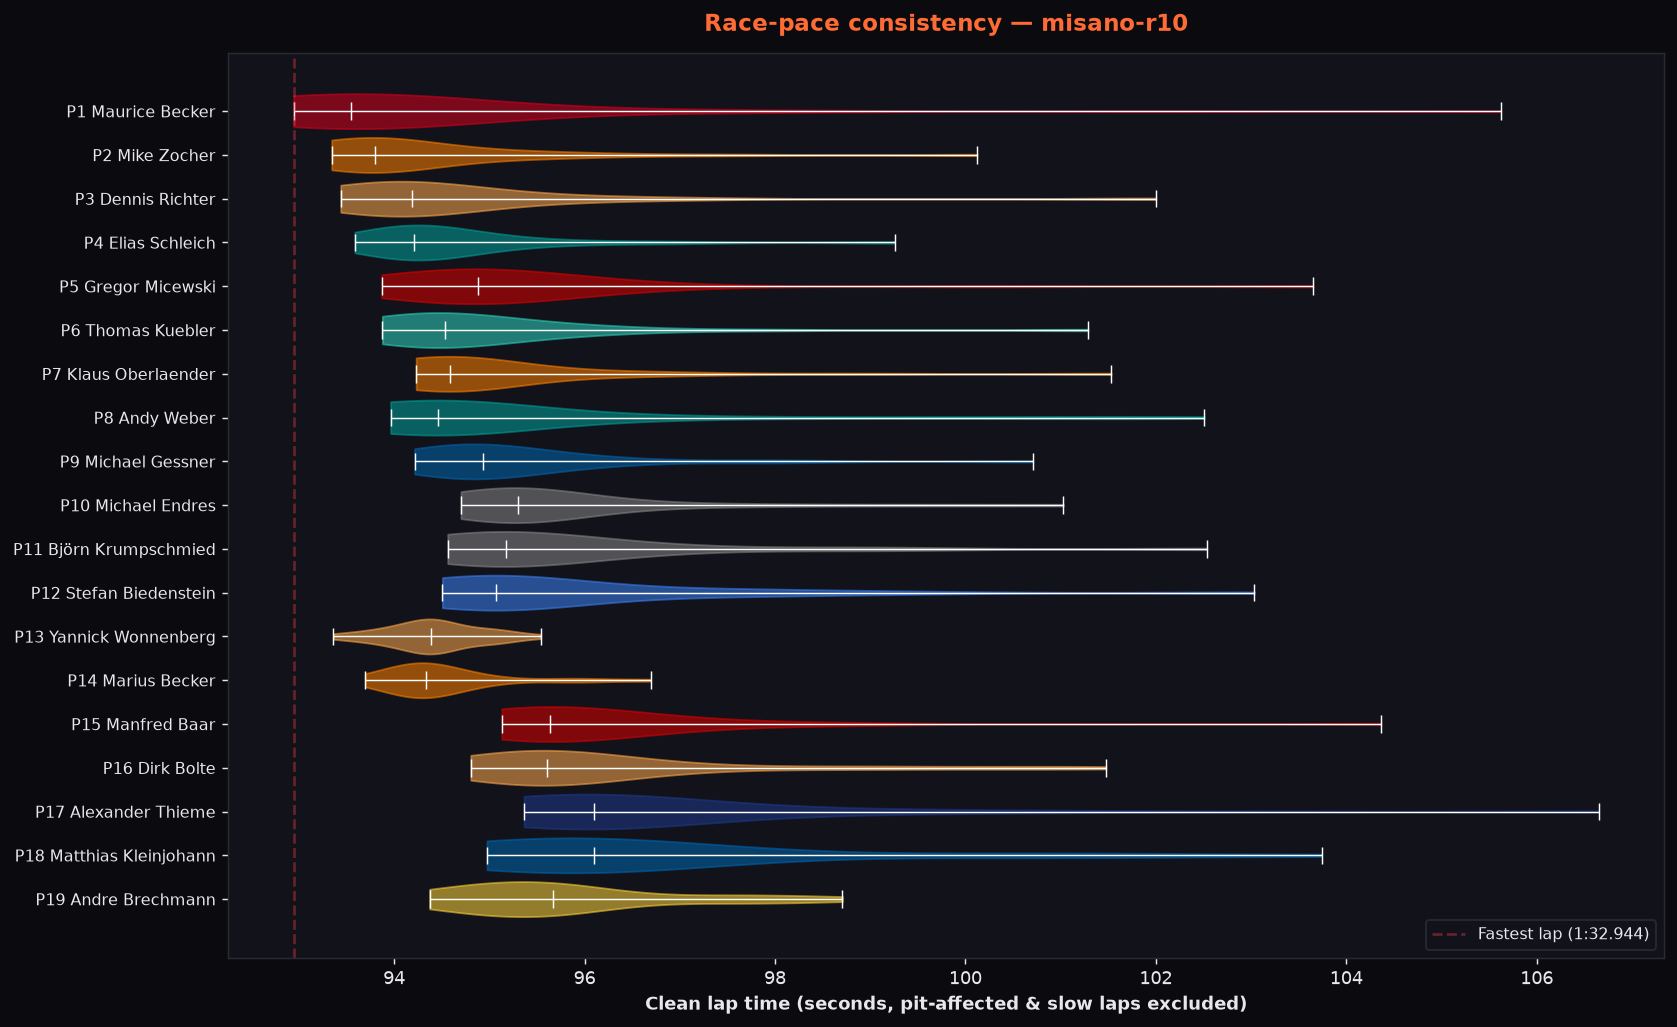 Race-pace consistency — misano-r10
P1 Maurice Becker
P2 Mike Zocher
P3 Dennis Richter
P4 Elias Schleich
P5 Gregor Micewski
P6 Thomas Kuebler
P7 Klaus Oberlaender
P8 Andy Weber
P9 Michael Gessner
P10 Michael Endres
P11 Björn Krumpschmied
P12 Stefan Biedenstein
P13 Yannick Wonnenberg
P14 Marius Becker
P15 Manfred Baar
P16 Dirk Bolte
P17 Alexander Thieme
P18 Matthias Kleinjohann
P19 Andre Brechmann
Fastest lap (1:32.944)
94 96 98 100 102 104 106
Clean lap time (seconds, pit-affected & slow laps excluded)